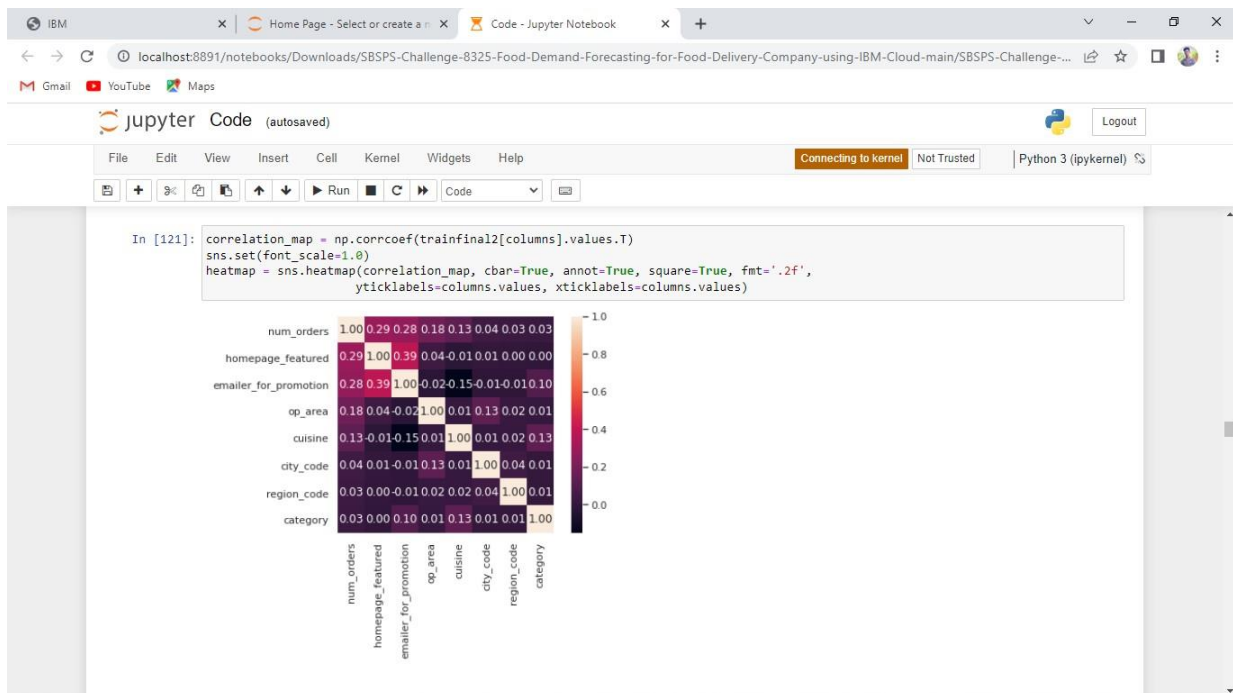 IBM
Home Page - Select or create a n
Code - Jupyter Notebook
localhost:8891/notebooks/Downloads/SBSPS-Challenge-8325-Food-Demand-Forecasting-for-Food-Delivery-Company-using-IBM-Cloud-main/SBSPS-Challenge-...
Gmail YouTube Maps
jupyter Code (autosaved) Logout
File Edit View Insert Cell Kernel Widgets Help Connecting to kernel Not Trusted Python 3 (ipykernel)
Run Code
In [121]: correlation_map = np.corrcoef(trainfinal2[columns].values.T)
sns.set(font_scale=1.0)
heatmap = sns.heatmap(correlation_map, cbar=True, annot=True, square=True, fmt='.2f',
yticklabels=columns.values, xticklabels=columns.values)
num_orders 1.00 0.29 0.28 0.18 0.13 0.04 0.03 0.03
homepage_featured 0.29 1.00 0.39 0.04 -0.01 0.01 0.00 0.00
emailer_for_promotion 0.28 0.39 1.00 -0.02 -0.15 -0.01 -0.01 0.10
op_area 0.18 0.04 -0.02 1.00 0.01 0.13 0.02 0.01
cuisine 0.13 -0.01 -0.15 0.01 1.00 0.01 0.02 0.13
city_code 0.04 0.01 -0.01 0.13 0.01 1.00 0.04 0.01
region_code 0.03 0.00 -0.01 0.02 0.02 0.04 1.00 0.01
category 0.03 0.00 0.10 0.01 0.13 0.01 0.01 1.00
num_orders
homepage_featured
emailer_for_promotion
op_area
cuisine
city_code
region_code
category
1.0
0.8
0.6
0.4
0.2
0.0